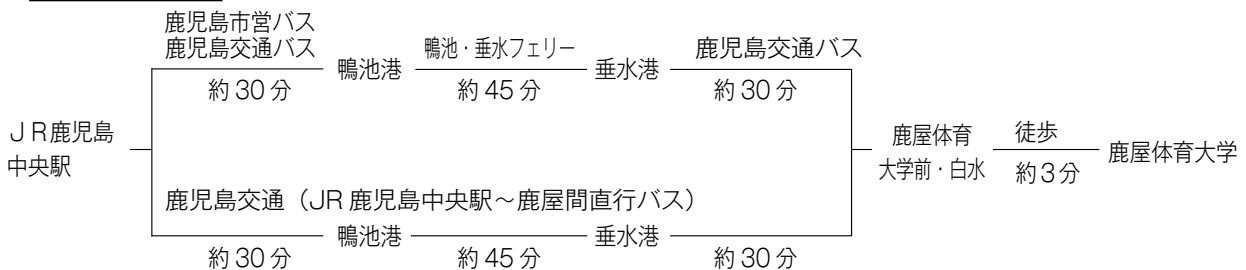 鹿児島市営バス
鹿児島交通バス 鴨池・垂水フェリー 鹿児島交通バス
鴨池港 垂水港
約30分 約45分 約30分
JR鹿児島
中央駅
鹿屋体育
大学前・白水
徒歩
約3分
鹿屋体育大学
鹿児島交通（JR鹿児島中央駅～鹿屋間直行バス）
鴨池港 垂水港
約30分 約45分 約30分